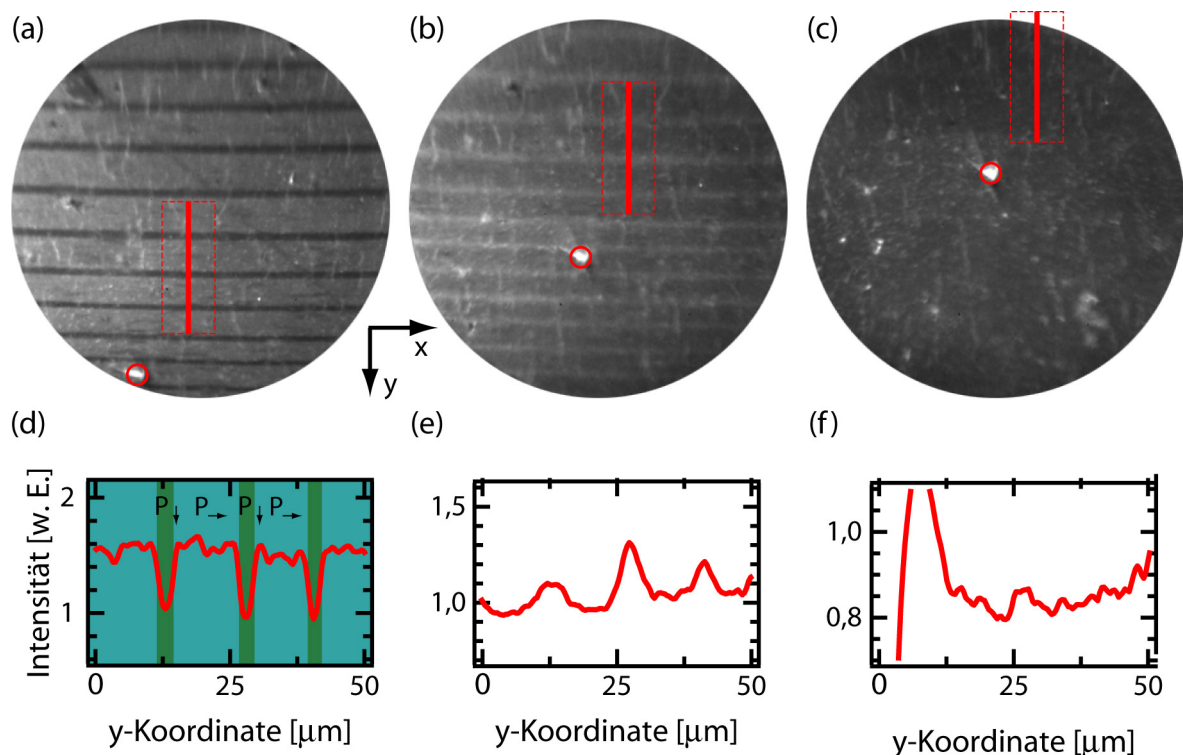 (a)
(b)
(c)
x
y
(d)
(e)
(f)
Intensität [w. E.]
2
1
P↓ P→ P↓ P→
0 25 50
y-Koordinate [μm]
1,5
1,0
0 25 50
y-Koordinate [μm]
1,0
0,8
0 25 50
y-Koordinate [μm]